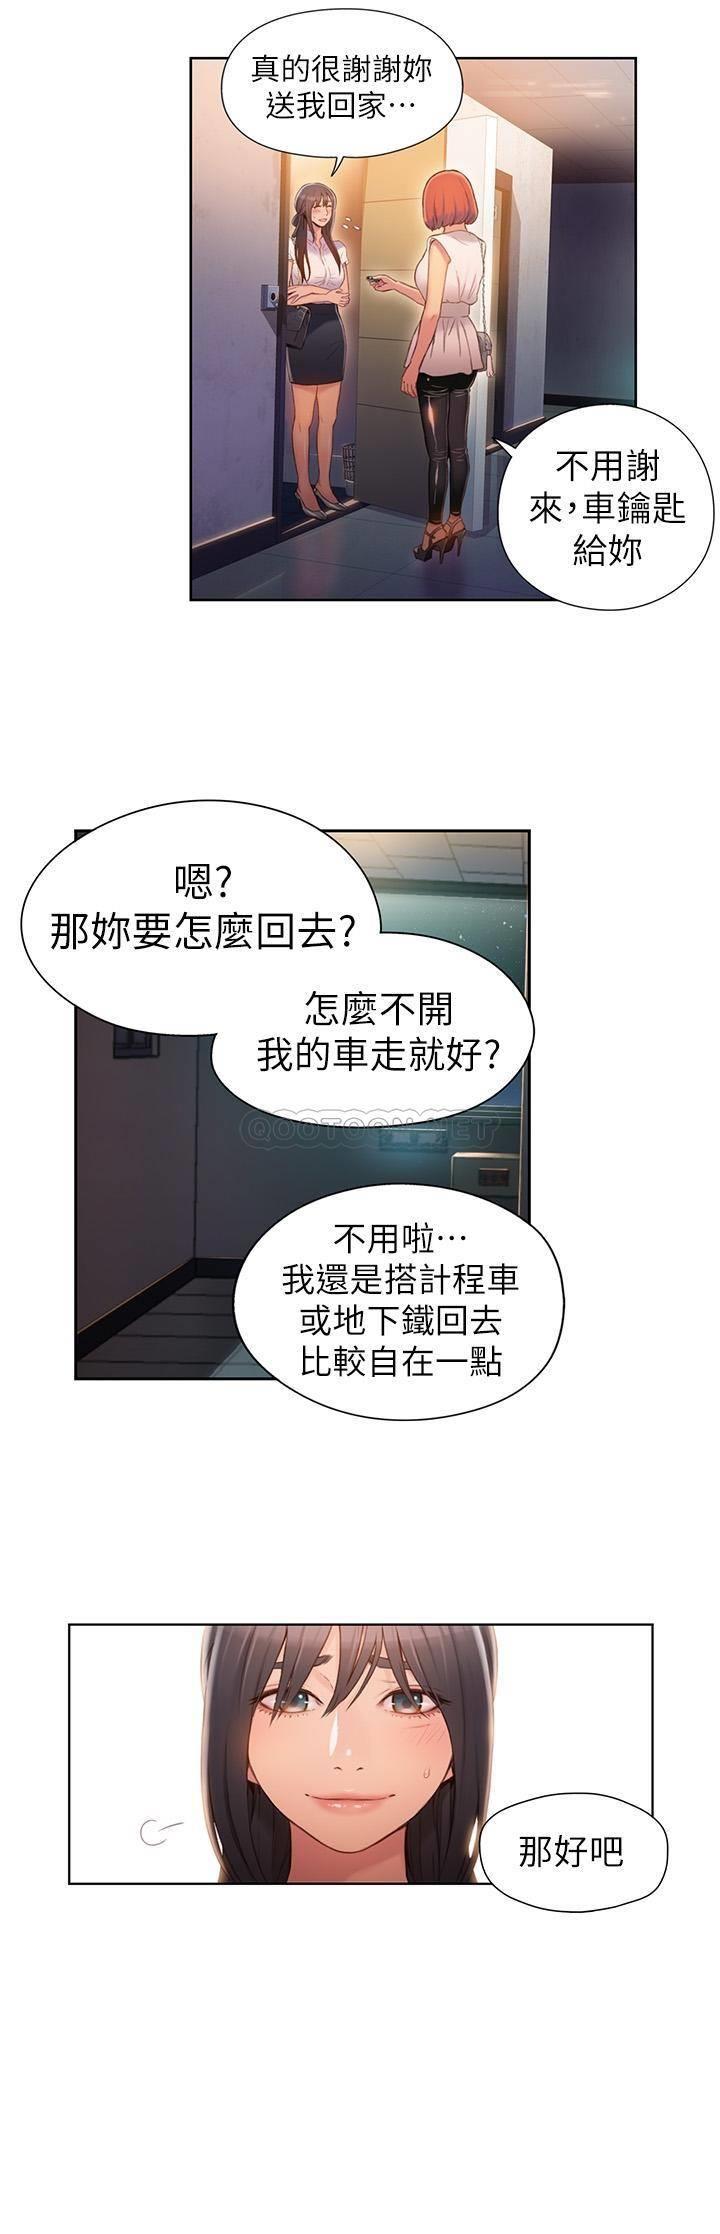 真的很謝謝妳
送我回家⋯
不用謝
來，車鑰匙
給妳
嗯?
那妳要怎麼回去?
怎麼不開
我的車走就好?
QOOTOON.NET
不用啦⋯
我還是搭計程車
或地下鐵回去
比較自在一點
那好吧